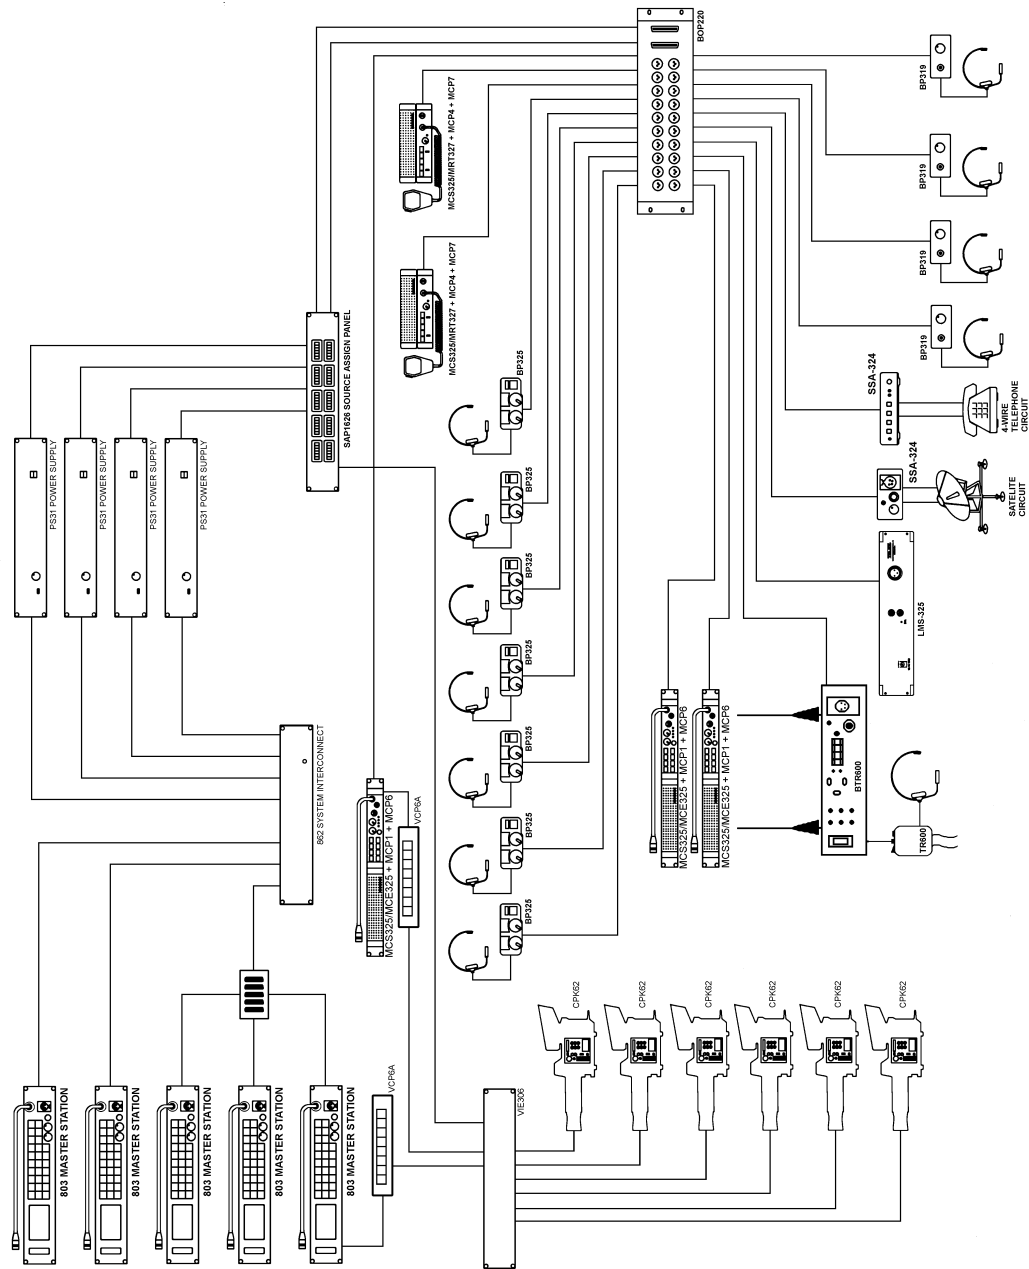 BOP220
BP319
BP319
BP319
BP319
MCS325/MRT327 + MCP4 + MCP7
MCS325/MRT327 + MCP4 + MCP7
SAP1626 SOURCE ASSIGN PANEL
PS31 POWER SUPPLY
PS31 POWER SUPPLY
PS31 POWER SUPPLY
PS31 POWER SUPPLY
BP325
BP325
BP325
BP325
BP325
BP325
BP325
SSA-324
4-WIRE
TELEPHONE
CIRCUIT
SSA-324
SATELITE
CIRCUIT
LMS-325
BTR600
TR600
MCS325/MCE325 + MCP1 + MCP6
MCS325/MCE325 + MCP1 + MCP6
862 SYSTEM INTERCONNECT
MCS325/MCE325 + MCP1 + MCP6
VCP6A
803 MASTER STATION
803 MASTER STATION
803 MASTER STATION
803 MASTER STATION
803 MASTER STATION
VCP6A
VIE306
CPK62
CPK62
CPK62
CPK62
CPK62
CPK62